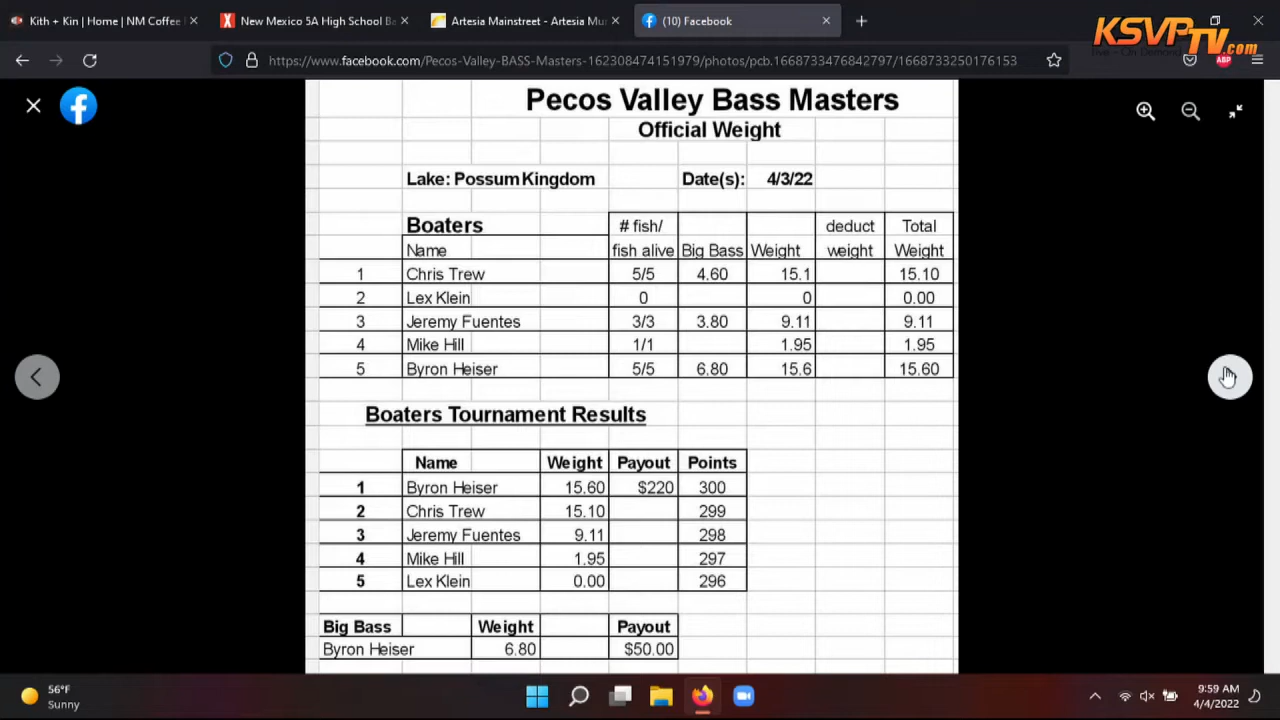 Kith + Kin | Home | NM Coffee
New Mexico 5A High School Ba
Artesia Mainstreet - Artesia Mu
(10) Facebook
KSVPTV.com
https://www.facebook.com/Pecos-Valley-BASS-Masters-162308474151979/photos/pcb.1668733476842797/1668733250176153
ABP
Pecos Valley Bass Masters
Official Weight
Lake: Possum Kingdom Date(s): 4/3/22
Boaters # fish/ deduct Total
Name fish alive Big Bass Weight weight Weight
1 Chris Trew 5/5 4.60 15.1 15.10
2 Lex Klein 0 0 0.00
3 Jeremy Fuentes 3/3 3.80 9.11 9.11
4 Mike Hill 1/1 1.95 1.95
5 Byron Heiser 5/5 6.80 15.6 15.60
Boaters Tournament Results
Name Weight Payout Points
1 Byron Heiser 15.60 $220 300
2 Chris Trew 15.10 299
3 Jeremy Fuentes 9.11 298
4 Mike Hill 1.95 297
5 Lex Klein 0.00 296
Big Bass Weight Payout
Byron Heiser 6.80 $50.00
56°F
Sunny
9:59 AM
4/4/2022